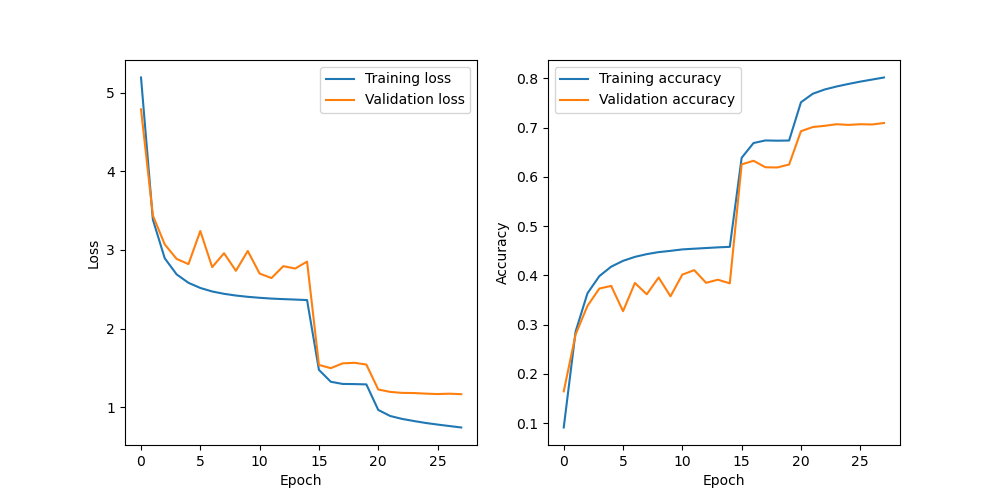 Training loss
Validation loss
5
4
3
2
1
Loss
0 5 10 15 20 25
Epoch
Training accuracy
Validation accuracy
0.8
0.7
0.6
0.5
0.4
0.3
0.2
0.1
Accuracy
0 5 10 15 20 25
Epoch